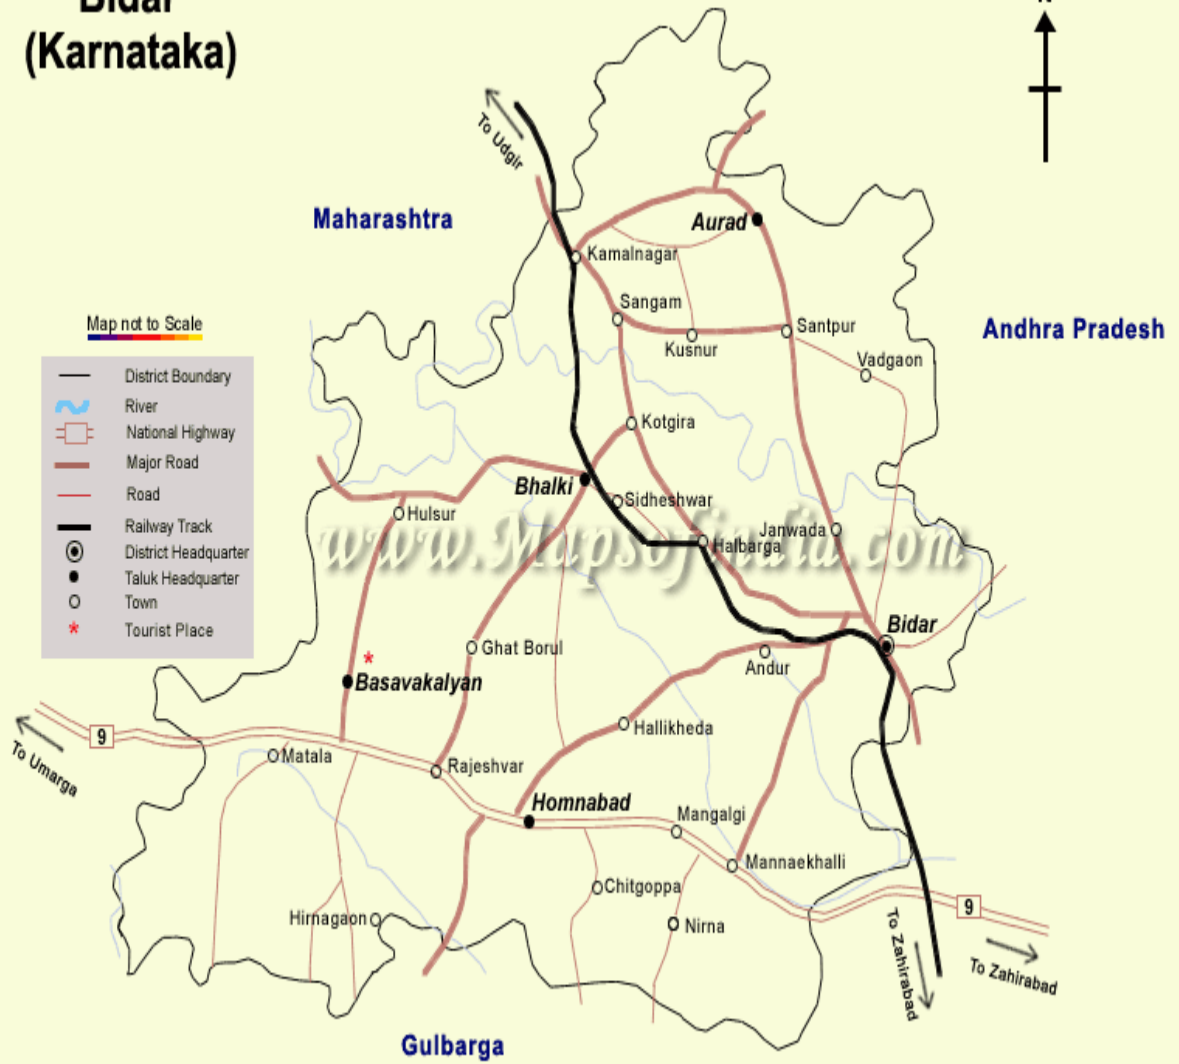 Bidar
(Karnataka)
N
To Udgir
Maharashtra
Aurad
Kamalnagar
Sangam
Santpur
Kusnur
Andhra Pradesh
Vadgaon
Map not to Scale
District Boundary
River
National Highway
Major Road
Road
Railway Track
District Headquarter
Taluk Headquarter
Town
* Tourist Place
Kotgira
Bhalki
Sidheshwar
Hulsur
Janwada
Halbarga
www.Mapsofindia.com
Bidar
Ghat Borul
Andur
*
Basavakalyan
Hallikheda
9
To Umarga
Matala
Rajeshvar
Homnabad
Mangalgi
Mannaekhalli
Chitgoppa
Hirnagaon
Nirna
9
To Zahirabad
To Zahirabad
Gulbarga